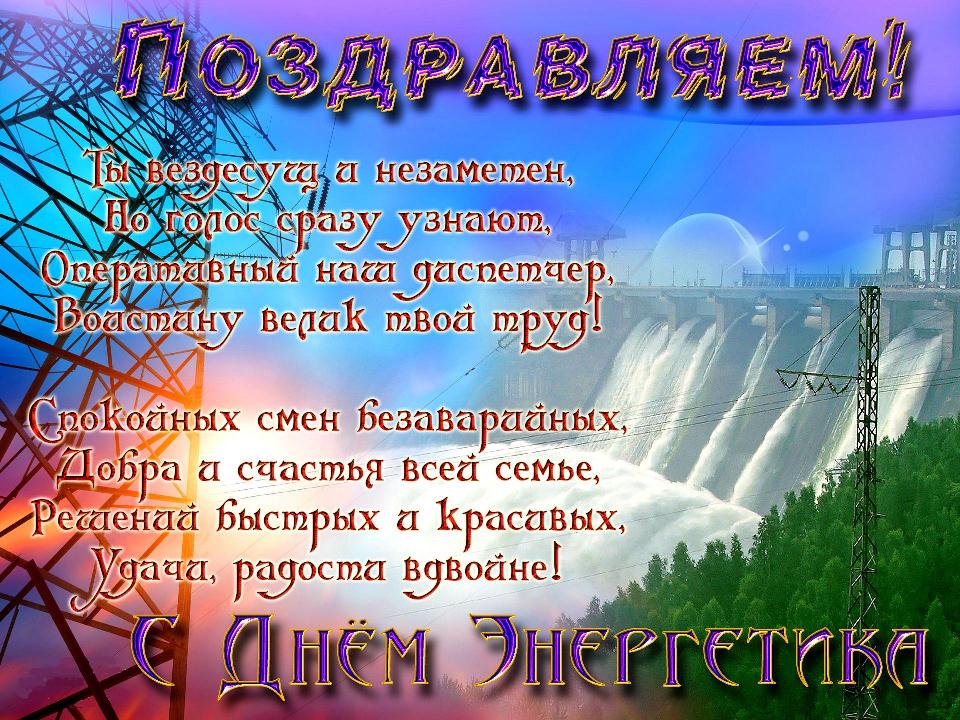 Поздравляем!
Ты вездесущ и незаметен,
Но голос сразу узнают,
Оперативный наш диспетчер,
Воистину велик твой труд!
Спокойных смен безаварийных,
Добра и счастья всей семье,
Решений быстрых и красивых,
Удачи, радости вдвойне!
С Днём Энергетика